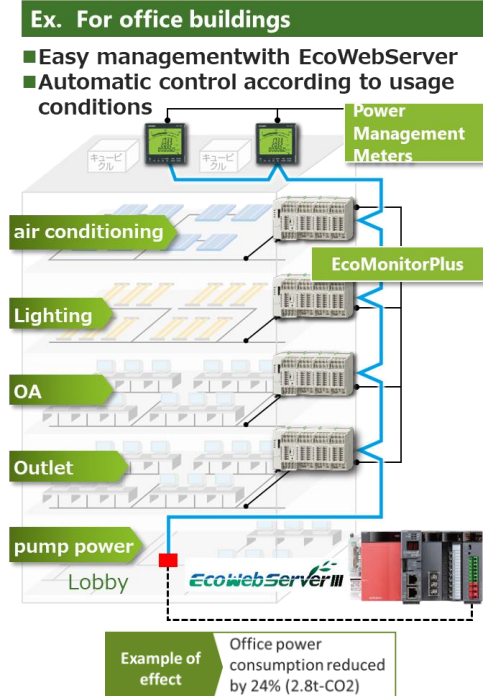 Ex. For office buildings
■Easy managementwith EcoWebServer
■Automatic control according to usage
conditions
Power
Management
Meters
キュービ
クル
キュービ
クル
air conditioning
EcoMonitorPlus
Lighting
OA
Outlet
pump power
Lobby
EcoWebServerIII
Example of
effect
Office power
consumption reduced
by 24% (2.8t-CO2)